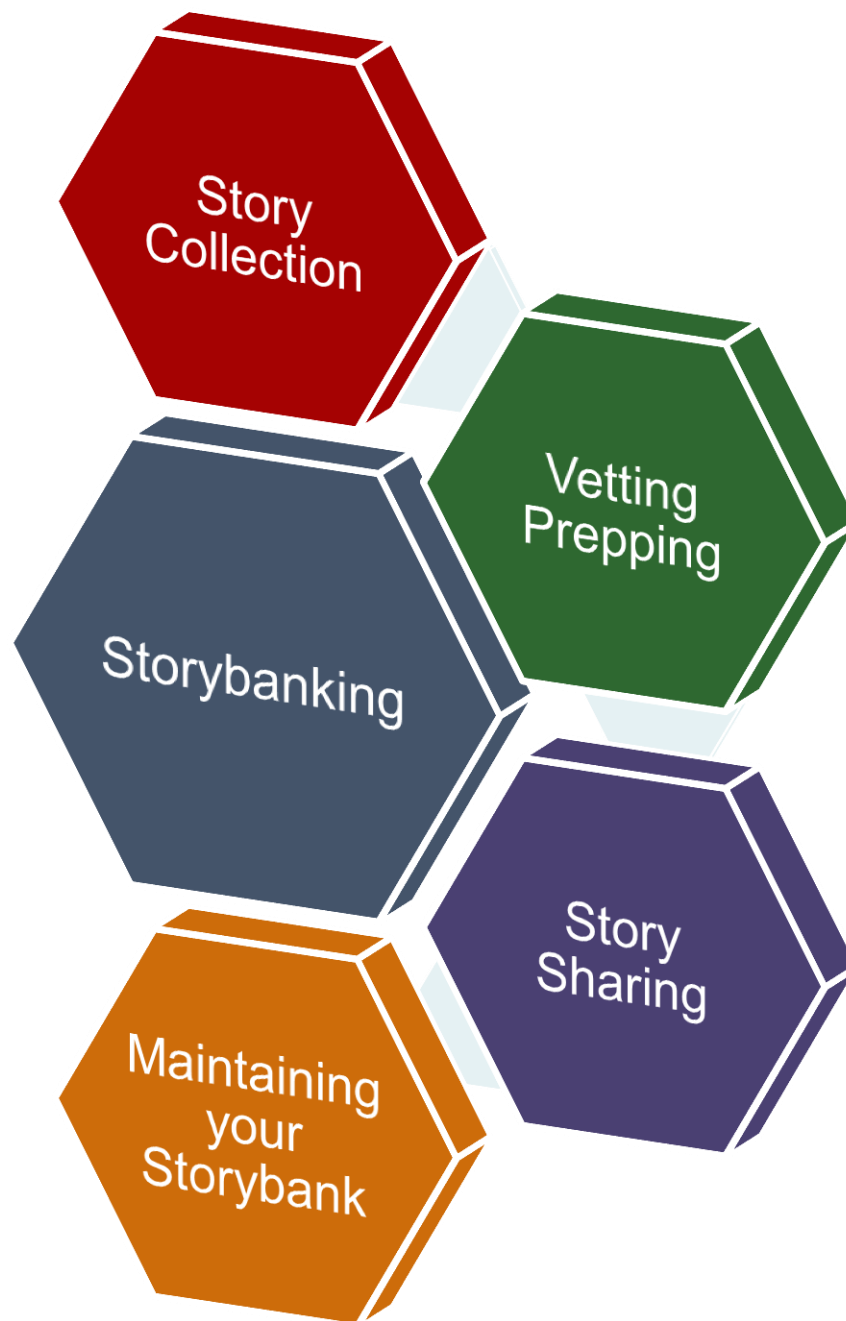 Story
Collection
Vetting
Prepping
Storybanking
Story
Sharing
Maintaining
your
Storybank